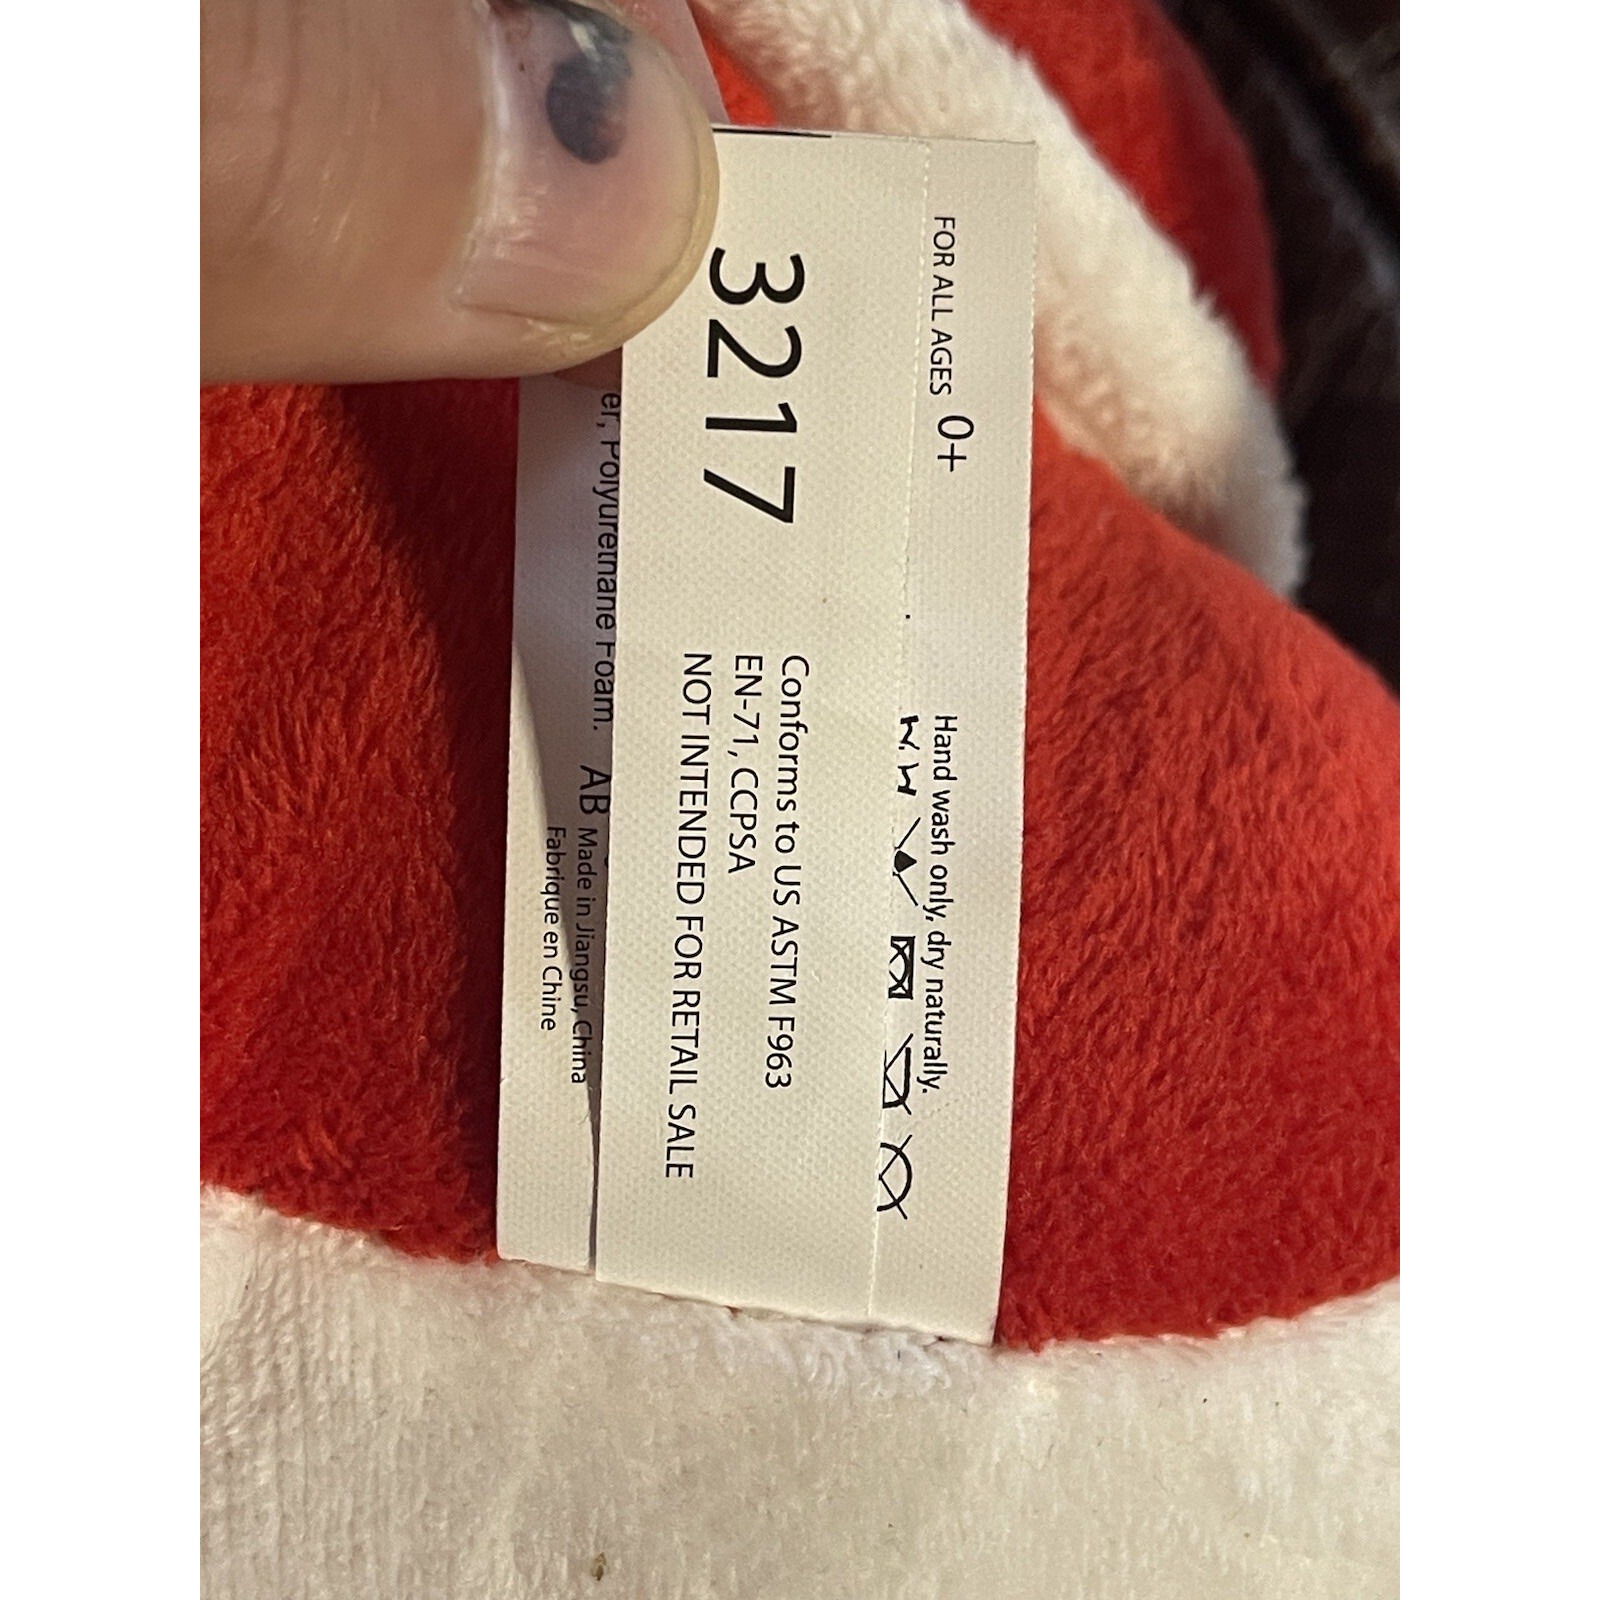 FOR ALL AGES 0+
Hand wash only, dry naturally.
3217
Conforms to US ASTM F963
EN-71, CCPSA
NOT INTENDED FOR RETAIL SALE
er, Polyurethane Foam. AB
Made in Jiangsu, China
Fabrique en Chine